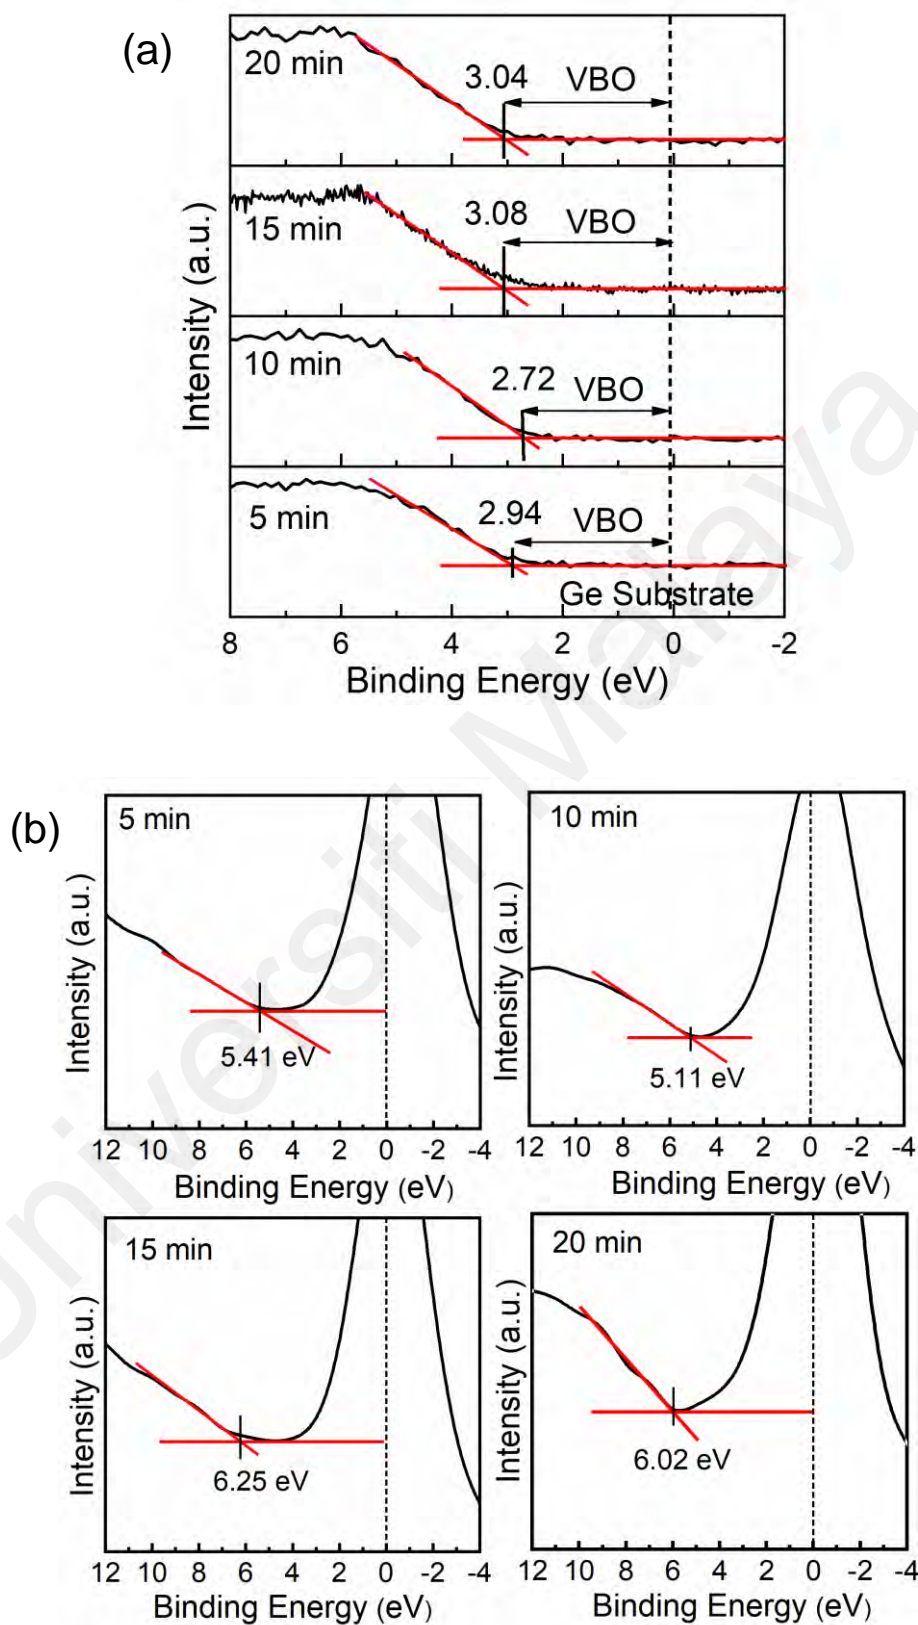 (a)
20 min
3.04
VBO
15 min
3.08
VBO
10 min
2.72
VBO
5 min
2.94
VBO
Ge Substrate
Intensity (a.u.)
8 6 4 2 0 -2
Binding Energy (eV)
(b)
5 min
5.41 eV
Intensity (a.u.)
12 10 8 6 4 2 0 -2 -4
Binding Energy (eV)
10 min
5.11 eV
Intensity (a.u.)
12 10 8 6 4 2 0 -2 -4
Binding Energy (eV)
15 min
6.25 eV
Intensity (a.u.)
12 10 8 6 4 2 0 -2 -4
Binding Energy (eV)
20 min
6.02 eV
Intensity (a.u.)
12 10 8 6 4 2 0 -2 -4
Binding Energy (eV)
Universiti Malaya